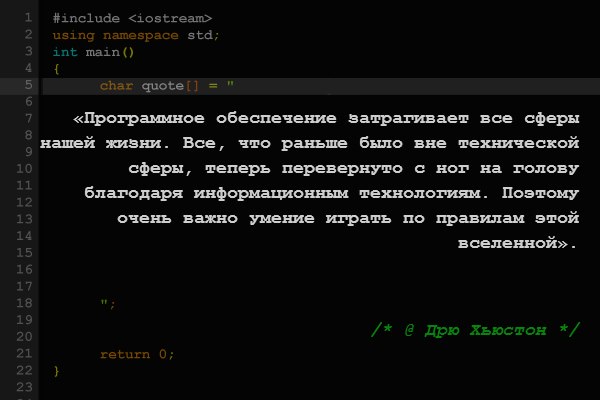 1 #include <iostream>
2 using namespace std;
3 int main()
4 {
5 char quote[] = "
6
7 «Программное обеспечение затрагивает все сферы
8 нашей жизни. Все, что раньше было вне технической
9
10 сферы, теперь перевернуто с ног на голову
11
12 благодаря информационным технологиям. Поэтому
13 очень важно умение играть по правилам этой
14 вселенной».
15
16
17
18 ";
19
20 /* @ Дрю Хьюстон */
21 return 0;
22 }
23